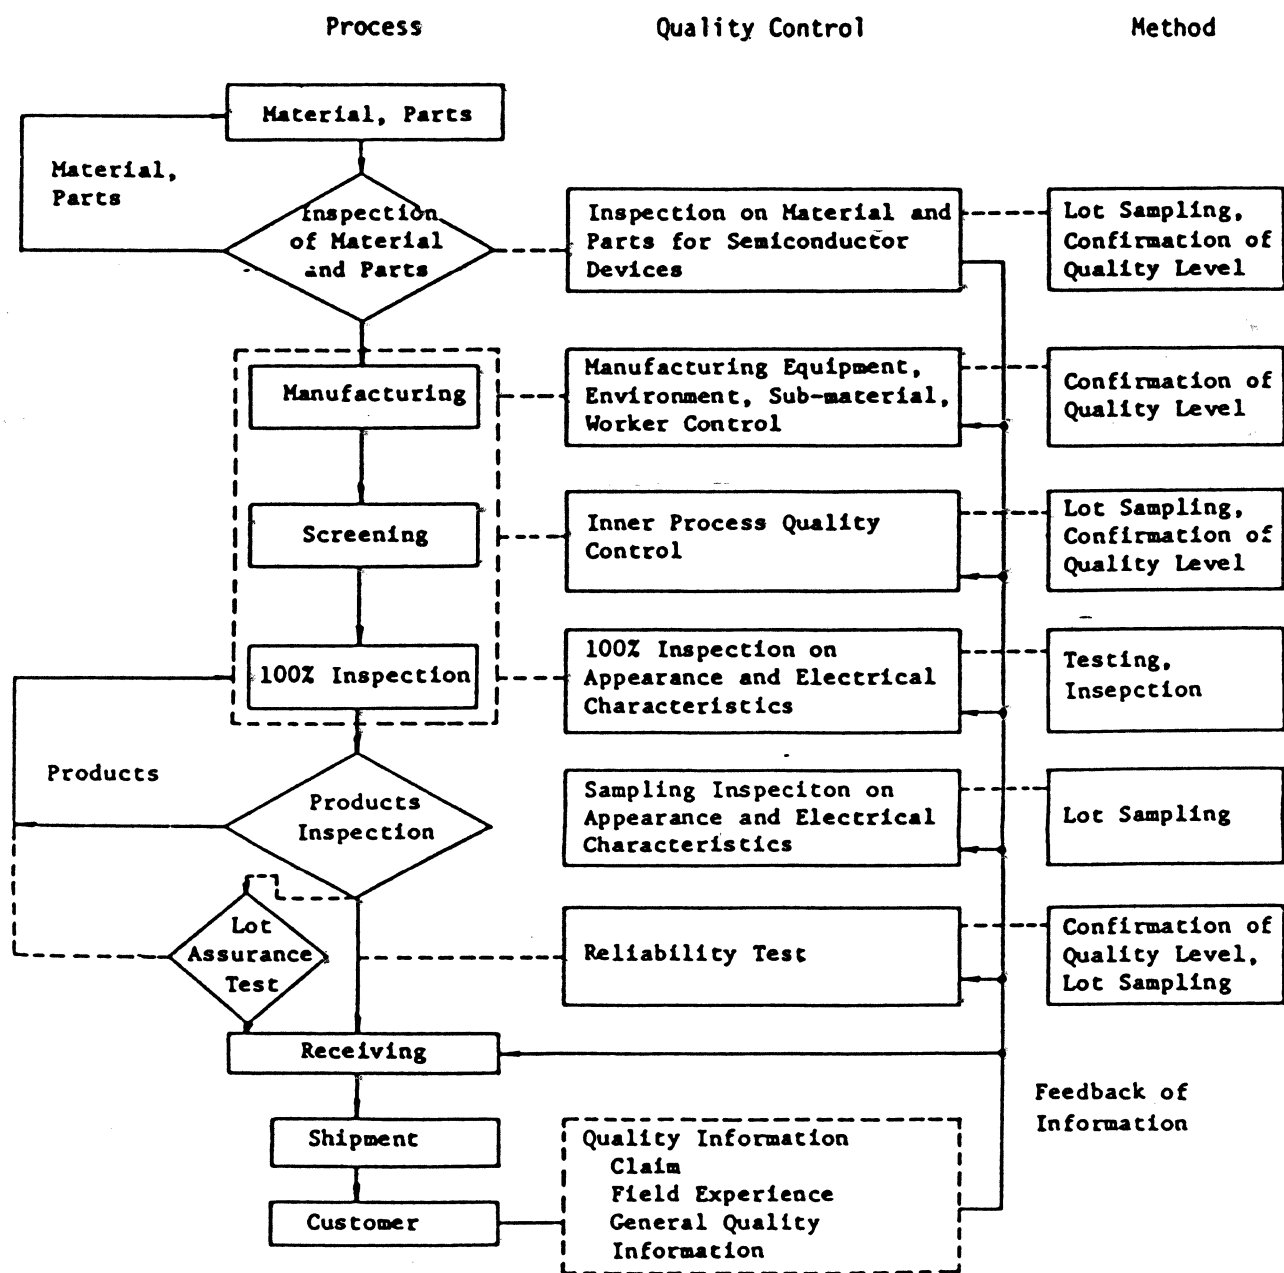 Process
Quality Control
Method
Material, Parts
Material,
Parts
Inspection
of Material
and Parts
Inspection on Material and
Parts for Semiconductor
Devices
Lot Sampling,
Confirmation of
Quality Level
Manufacturing
Manufacturing Equipment,
Environment, Sub-material,
Worker Control
Confirmation of
Quality Level
Screening
Inner Process Quality
Control
Lot Sampling,
Confirmation of
Quality Level
100% Inspection
100% Inspection on
Appearance and Electrical
Characteristics
Testing,
Insepction
Products
Products
Inspection
Sampling Inspeciton on
Appearance and Electrical
Characteristics
Lot Sampling
Lot
Assurance
Test
Reliability Test
Confirmation of
Quality Level,
Lot Sampling
Receiving
Feedback of
Information
Shipment
Quality Information
Claim
Field Experience
General Quality
Information
Customer